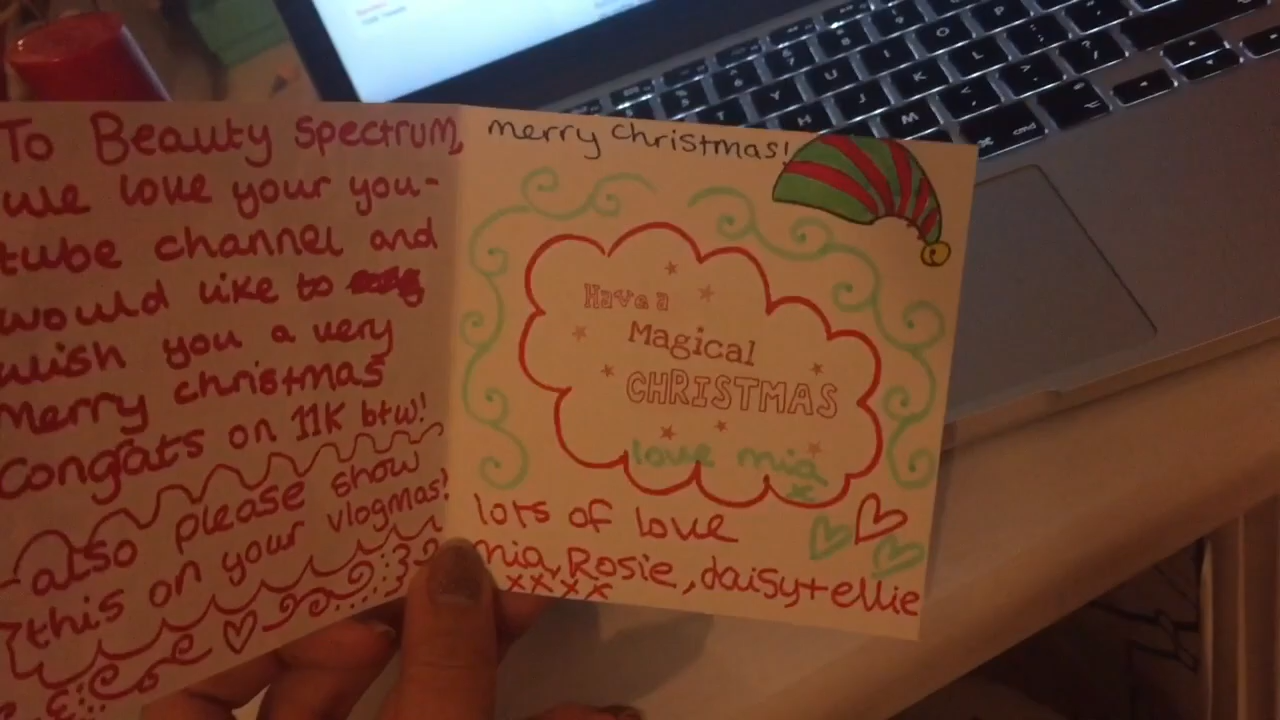 To Beauty Spectrum,
we love your you-
tube channel and
would like to
wish you a very
merry christmas
Congats on 11K btw!
also please show
this on your vlogmas!
merry christmas!
Have a
Magical
CHRISTMAS
love mia
x
lots of love
mia, Rosie, daisy+ellie
xxxx
cmd